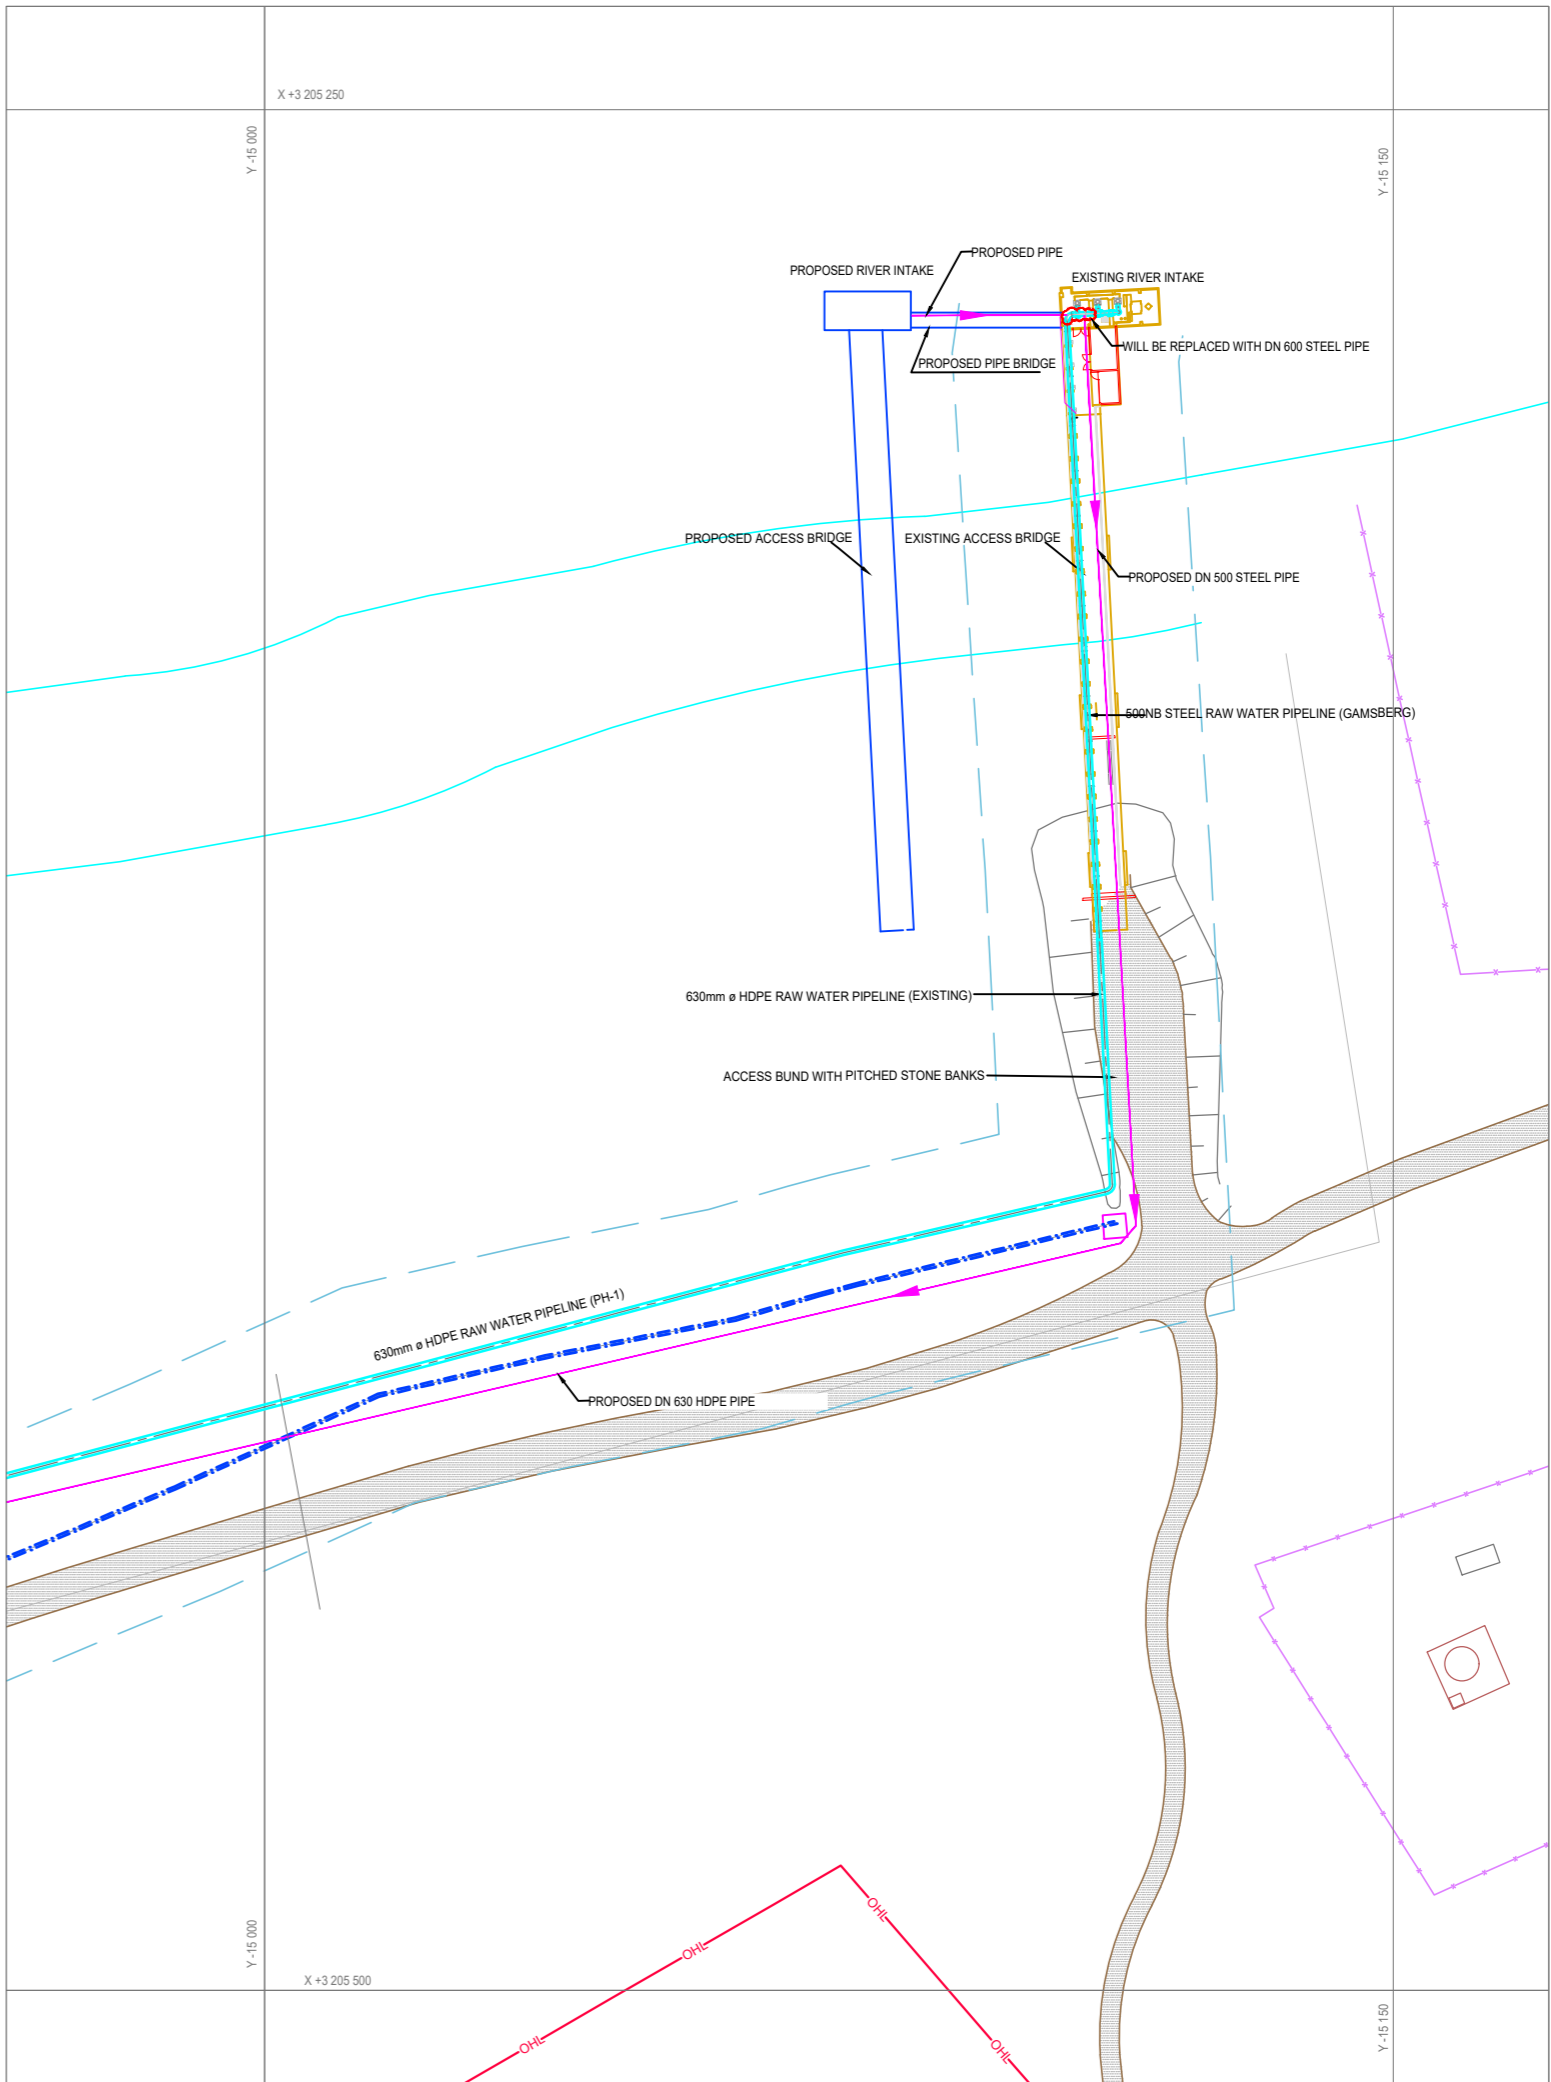 X +3 205 250
Y -15 000
Y -15 150
PROPOSED PIPE
PROPOSED RIVER INTAKE
EXISTING RIVER INTAKE
WILL BE REPLACED WITH DN 600 STEEL PIPE
PROPOSED PIPE BRIDGE
PROPOSED ACCESS BRIDGE
EXISTING ACCESS BRIDGE
PROPOSED DN 500 STEEL PIPE
500NB STEEL RAW WATER PIPELINE (GAMSBERG)
630mm ø HDPE RAW WATER PIPELINE (EXISTING)
ACCESS BUND WITH PITCHED STONE BANKS
630mm ø HDPE RAW WATER PIPELINE (PH-1)
PROPOSED DN 630 HDPE PIPE
OHL
OHL
OHL
OHL
Y -15 000
X +3 205 500
Y -15 150